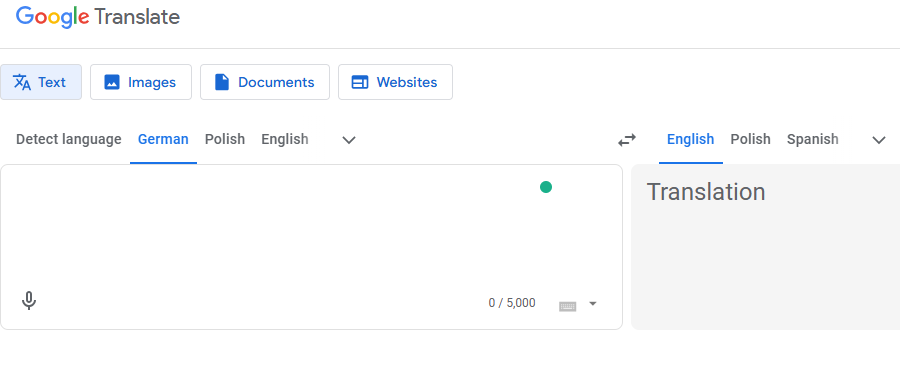 Google Translate
Text Images Documents Websites
Detect language German Polish English English Polish Spanish
Translation
0 / 5,000